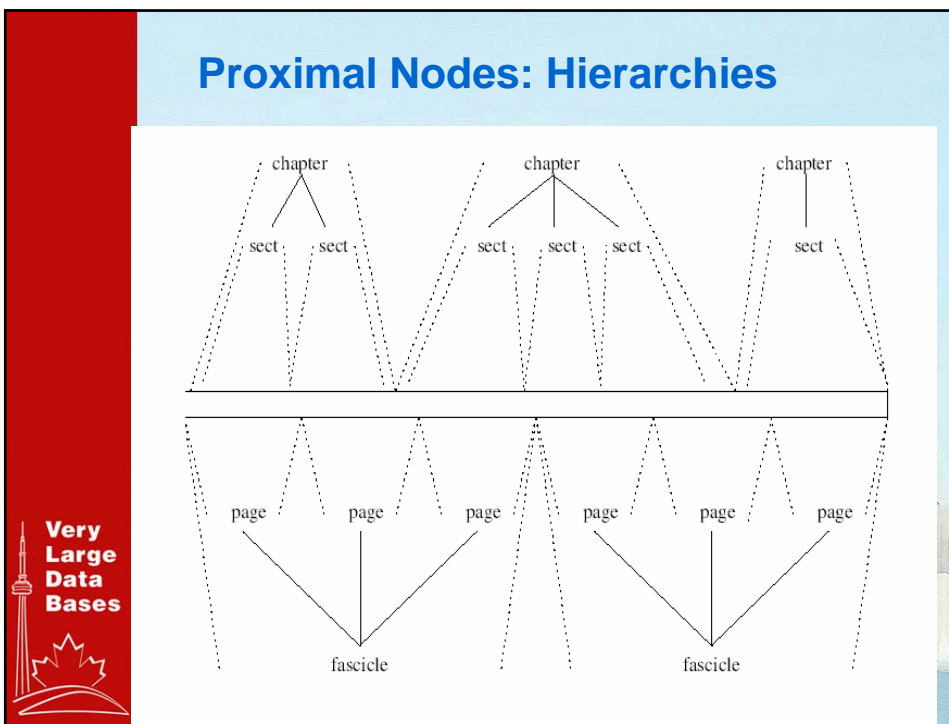 Proximal Nodes: Hierarchies
chapter chapter chapter
sect sect sect sect sect sect
page page page page page page
fascicle fascicle
Very
Large
Data
Bases